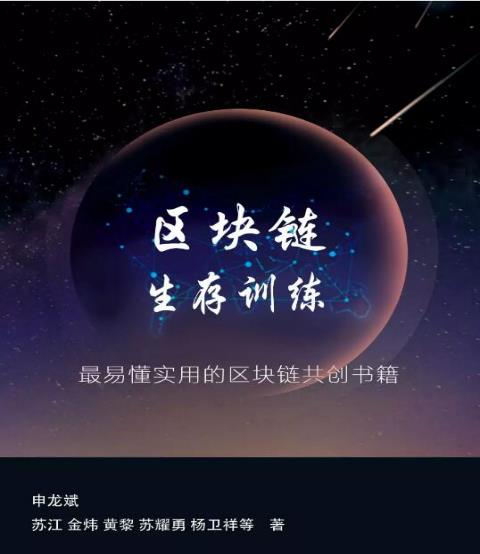 区块链
生存训练
最易懂实用的区块链共创书籍
申龙斌
苏江 金炜 黄黎 苏耀勇 杨卫祥等 著